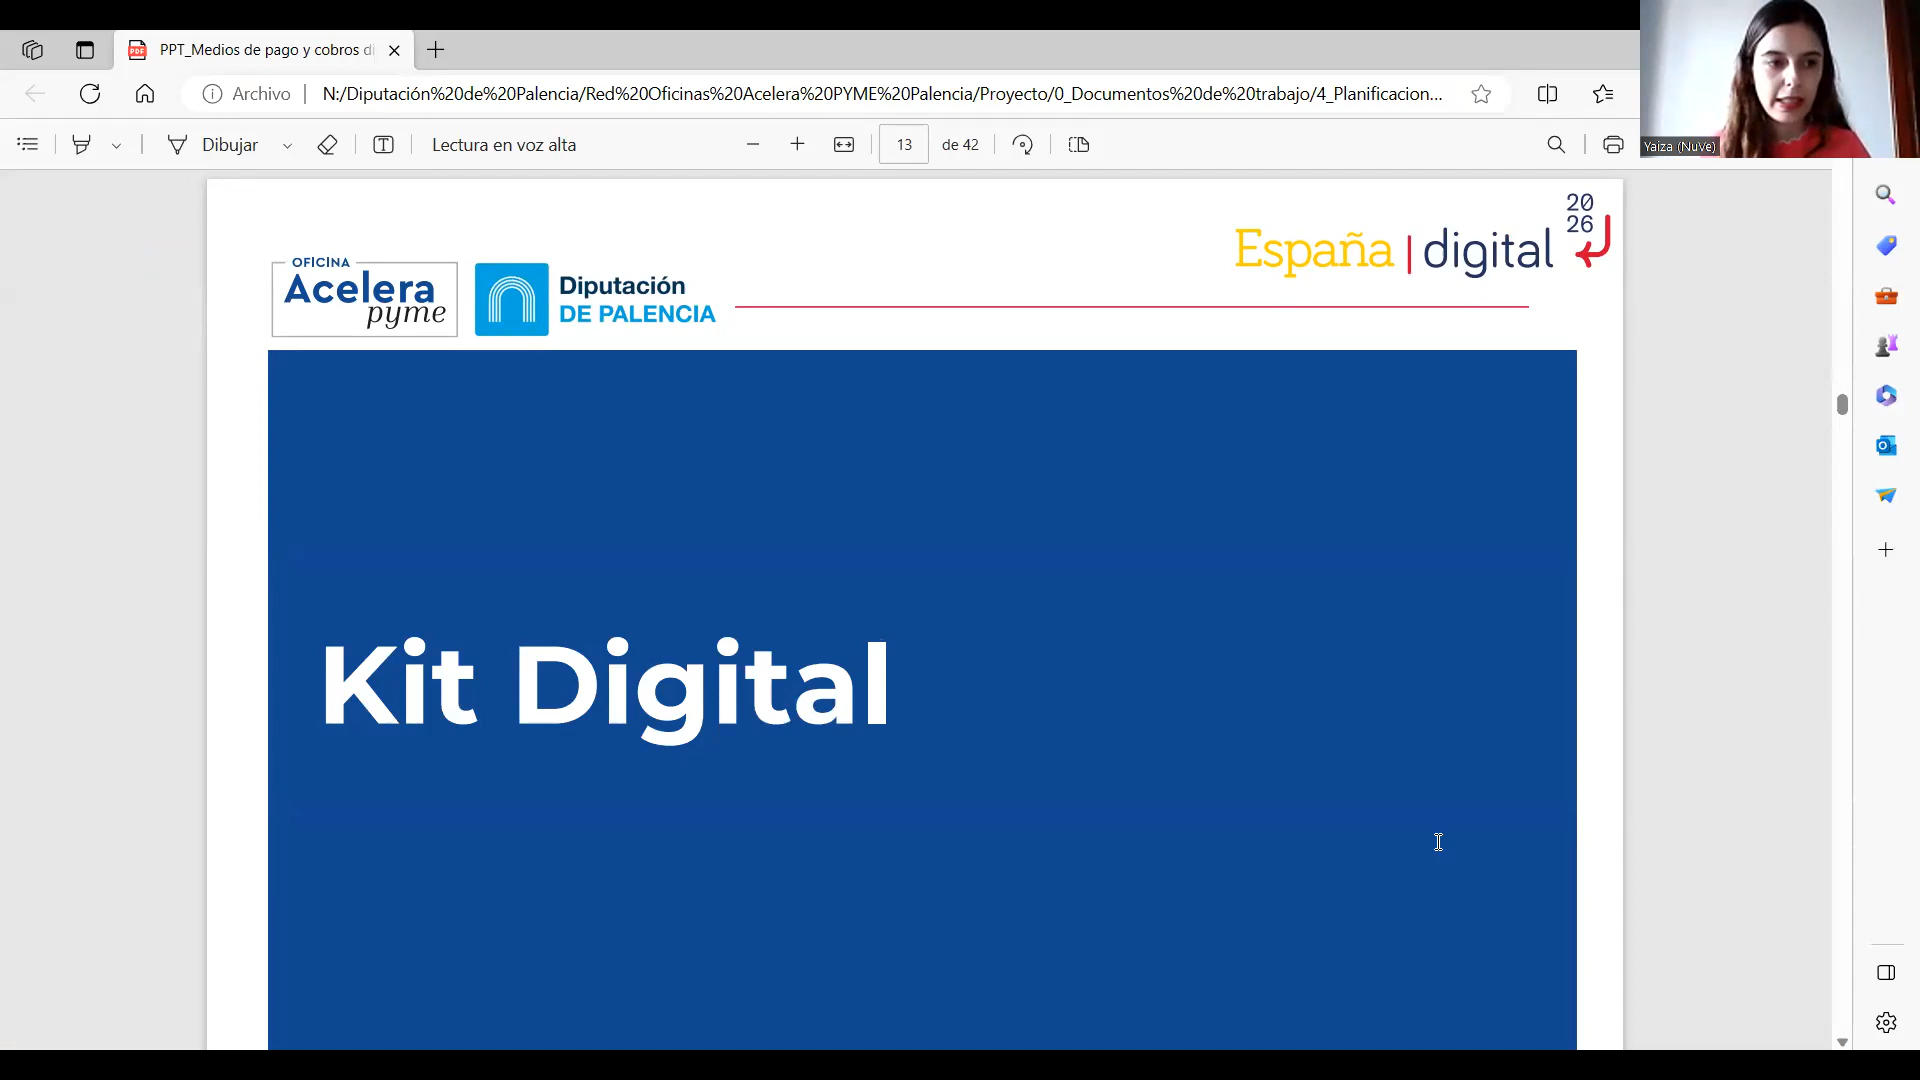 PPT_Medios de pago y cobros di
Archivo
N:/Diputación%20de%20Palencia/Red%20Oficinas%20Acelera%20PYME%20Palencia/Proyecto/0_Documentos%20de%20trabajo/4_Planificacion...
Dibujar
Lectura en voz alta
13
de 42
Yaiza (NuVe)
OFICINA
Acelera
pyme
Diputación
DE PALENCIA
España | digital
20
26
Kit Digital